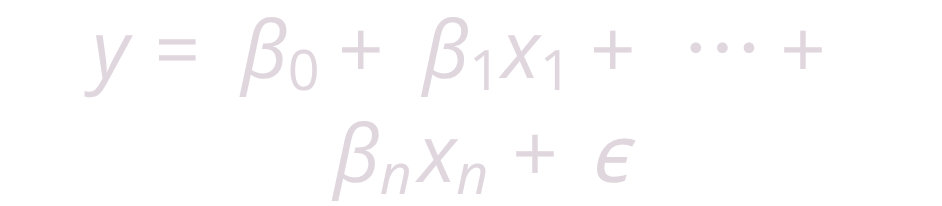 y = β₀ + β₁x₁ + ⋯ +
βₙxₙ + ϵ